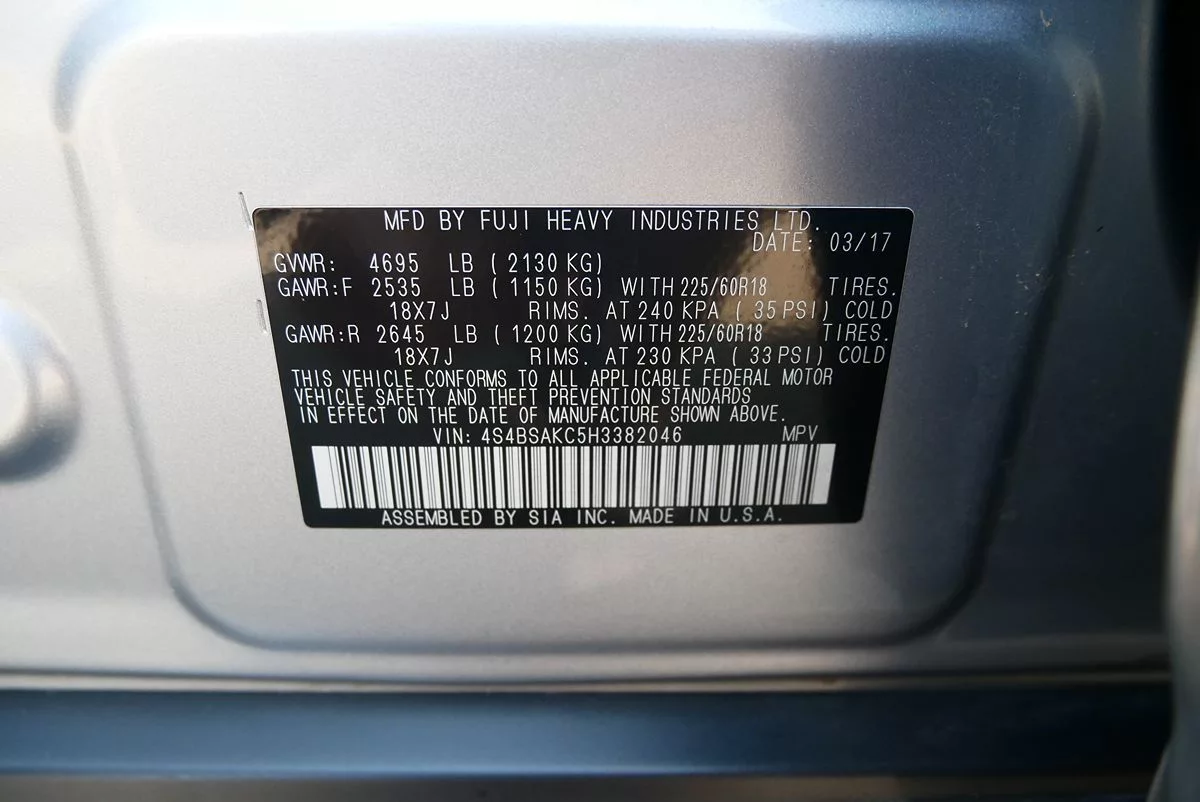 MFD BY FUJI HEAVY INDUSTRIES LTD.
DATE: 03/17
GVWR: 4695 LB ( 2130 KG)
GAWR:F 2535 LB ( 1150 KG) WITH 225/60R18 TIRES.
18X7J RIMS. AT 240 KPA ( 35 PSI) COLD
GAWR:R 2645 LB ( 1200 KG) WITH 225/60R18 TIRES.
18X7J RIMS. AT 230 KPA ( 33 PSI) COLD
THIS VEHICLE CONFORMS TO ALL APPLICABLE FEDERAL MOTOR
VEHICLE SAFETY AND THEFT PREVENTION STANDARDS
IN EFFECT ON THE DATE OF MANUFACTURE SHOWN ABOVE.
VIN: 4S4BSAKC5H3382046 MPV
ASSEMBLED BY SIA INC. MADE IN U.S.A.